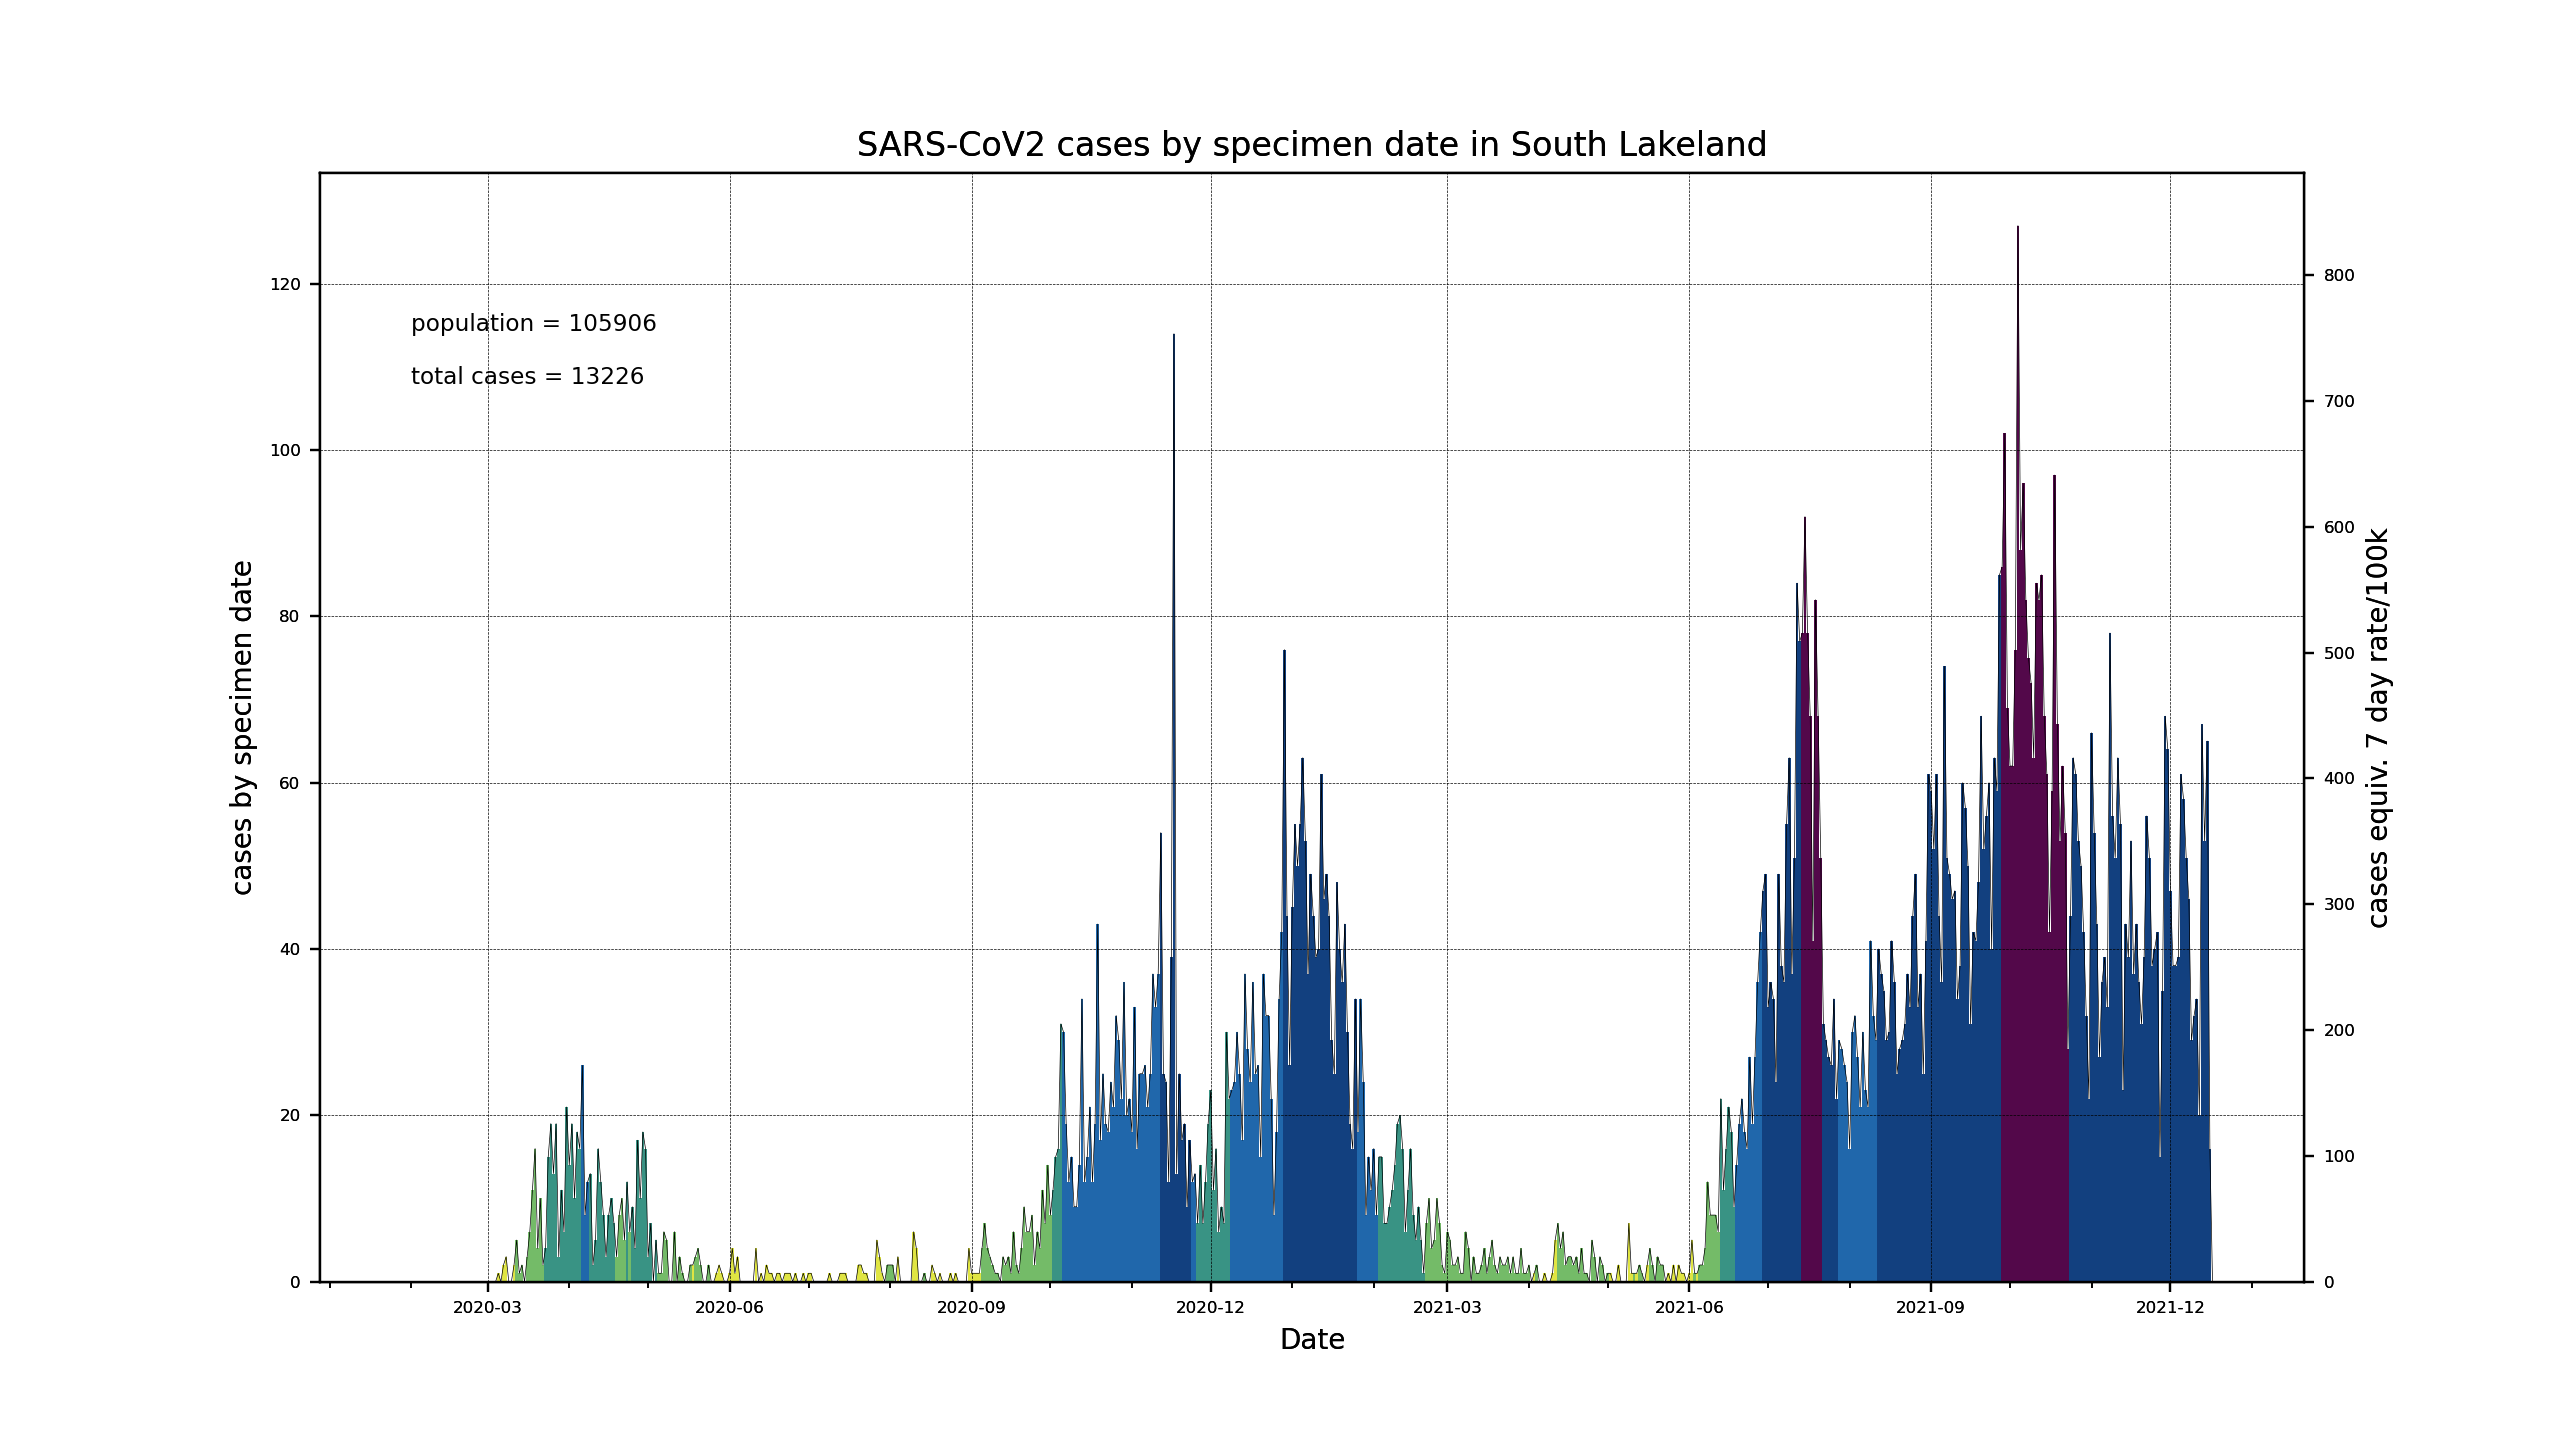 SARS-CoV2 cases by specimen date in South Lakeland
population = 105906
total cases = 13226
cases by specimen date
120
100
80
60
40
20
0
800
700
600
500
400
300
200
100
0
cases equiv. 7 day rate/100k
2020-03 2020-06 2020-09 2020-12 2021-03 2021-06 2021-09 2021-12
Date